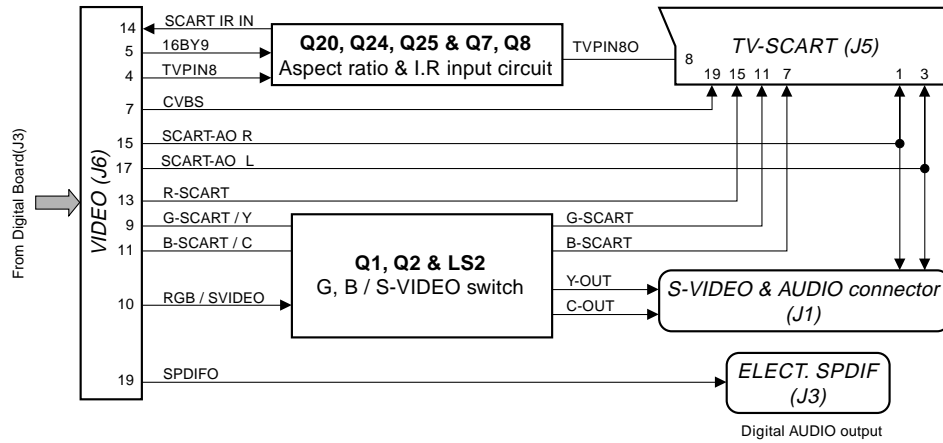 14 SCART IR IN
5 16BY9
4 TVPIN8
Q20, Q24, Q25 & Q7, Q8
Aspect ratio & I.R input circuit
TVPIN8O
TV-SCART (J5)
8
19 15 11 7 1 3
7 CVBS
15 SCART-AO R
17 SCART-AO L
13 R-SCART
9 G-SCART / Y
11 B-SCART / C
10 RGB / SVIDEO
19 SPDIFO
From Digital Board(J3)
VIDEO (J6)
Q1, Q2 & LS2
G, B / S-VIDEO switch
G-SCART
B-SCART
Y-OUT
C-OUT
S-VIDEO & AUDIO connector
(J1)
ELECT. SPDIF
(J3)
Digital AUDIO output